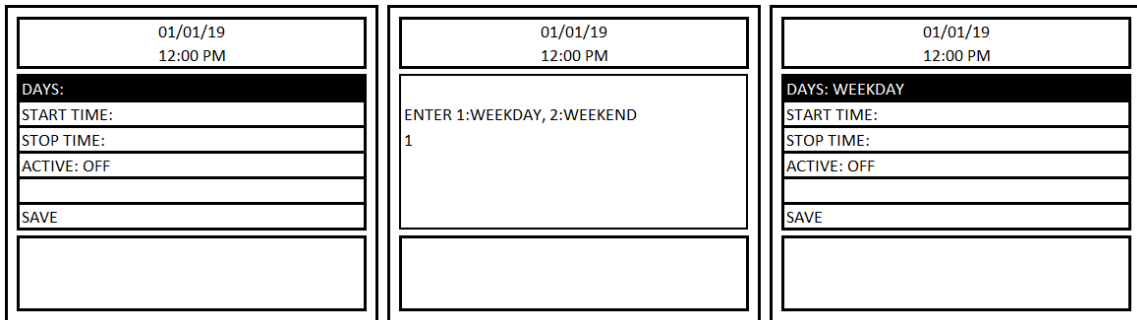 01/01/19
12:00 PM
DAYS:
START TIME:
STOP TIME:
ACTIVE: OFF
SAVE
01/01/19
12:00 PM
ENTER 1:WEEKDAY, 2:WEEKEND
1
01/01/19
12:00 PM
DAYS: WEEKDAY
START TIME:
STOP TIME:
ACTIVE: OFF
SAVE